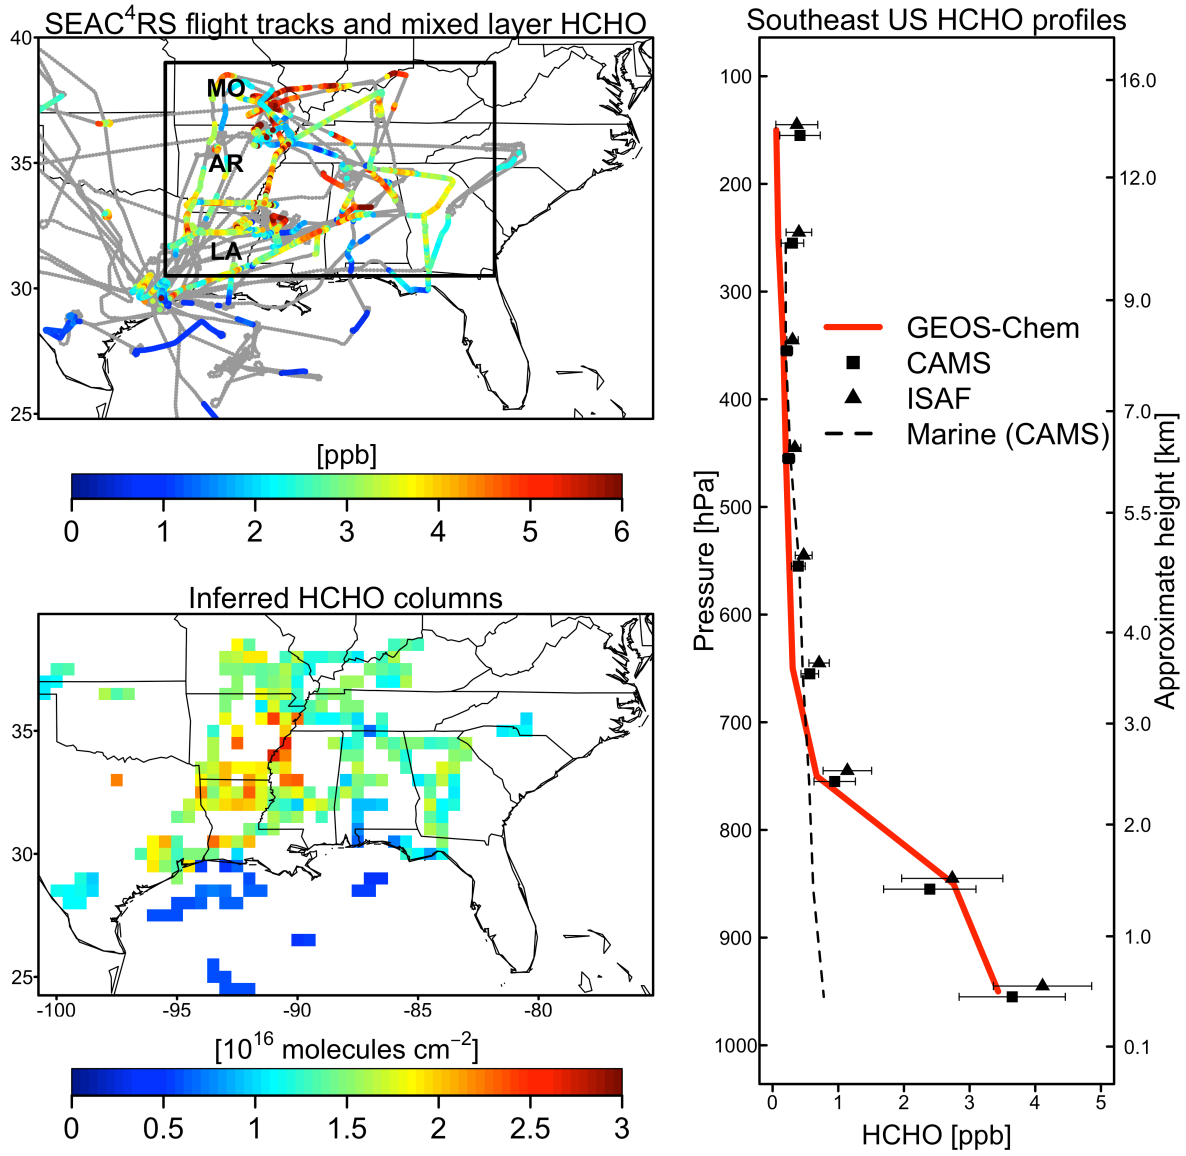 SEAC⁴RS flight tracks and mixed layer HCHO
40
35
30
25
MO
AR
LA
[ppb]
0 1 2 3 4 5 6
Inferred HCHO columns
35
30
25
-100 -95 -90 -85 -80
[10¹⁶ molecules cm⁻²]
0 0.5 1 1.5 2 2.5 3
Southeast US HCHO profiles
Pressure [hPa]
100
200
300
400
500
600
700
800
900
1000
GEOS-Chem
CAMS
ISAF
Marine (CAMS)
16.0
12.0
9.0
7.0
5.5
4.0
3.0
2.0
1.0
0.1
Approximate height [km]
0 1 2 3 4 5
HCHO [ppb]